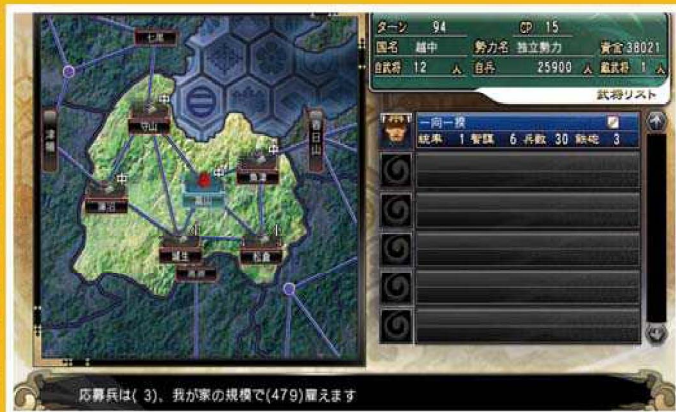 ターン 94 CP 15
国名 越中 勢力名 独立勢力 資金 38021
自武将 12 人 自兵 25900 人 敵武将 1 人
武将リスト
一向一揆
統率 1 智謀 6 兵数 30 鉄砲 3
七尾
守山
津幡
春日山
魚津
富山
城生
松倉
応募兵は( 3)、我が家の規模で(479)雇えます